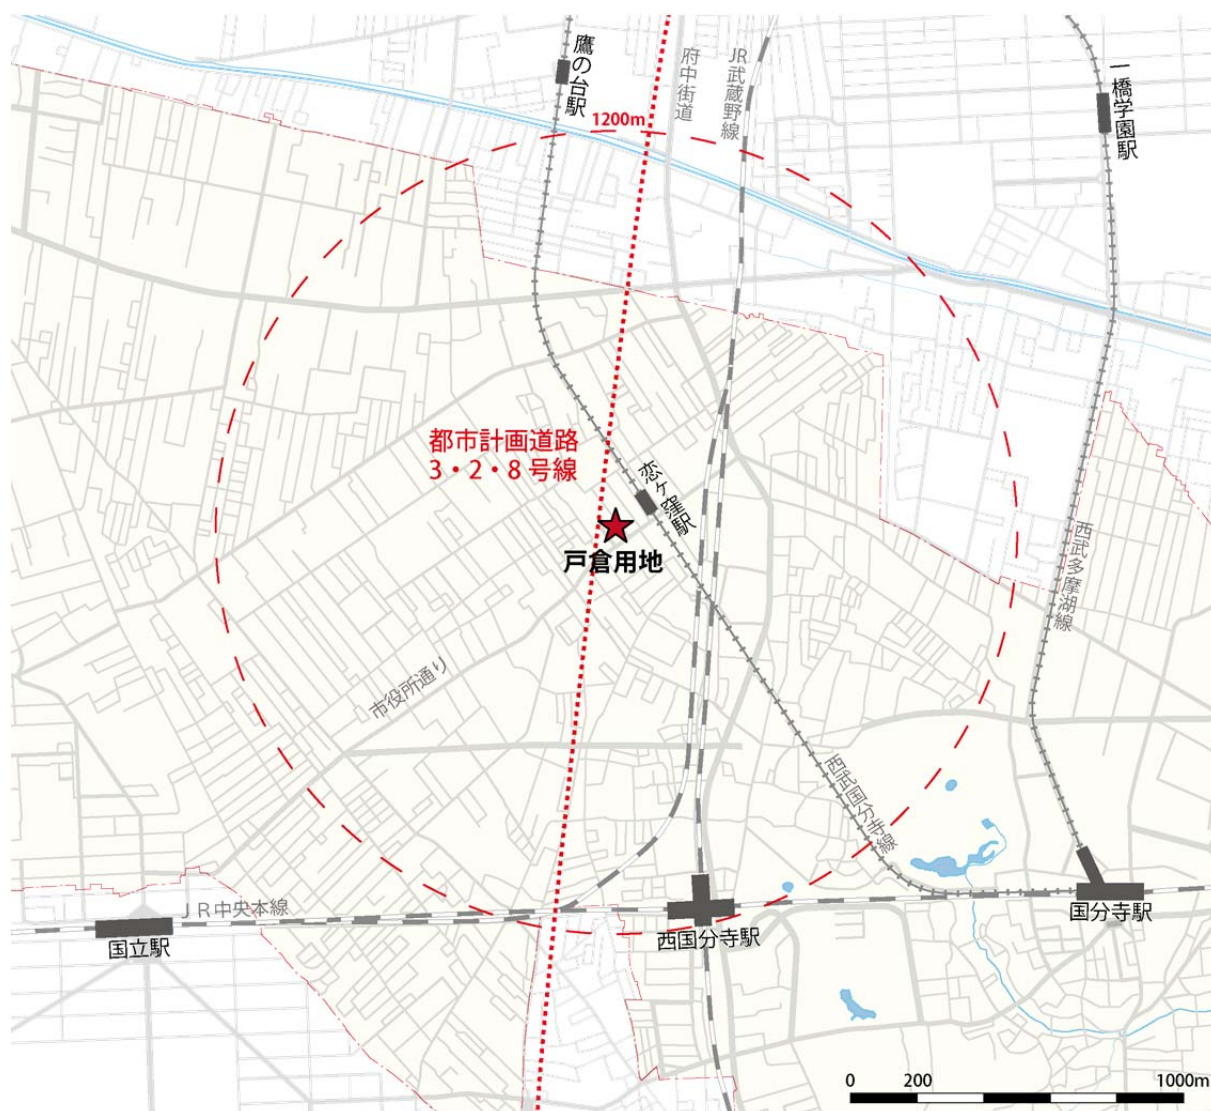 鷹の台駅
府中街道
JR武蔵野線
一橋学園駅
1200m
都市計画道路
3・2・8号線
恋ヶ窪駅
戸倉用地
西武多摩湖線
市役所通り
西武国分寺線
JR中央本線
国立駅
西国分寺駅
国分寺駅
0 200 1000m